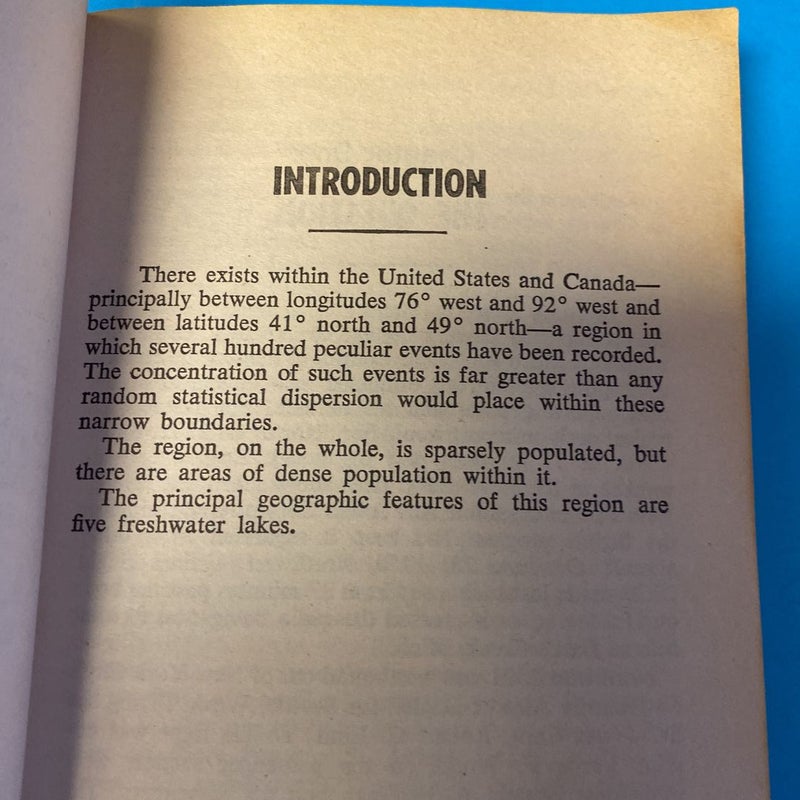 INTRODUCTION
There exists within the United States and Canada—
principally between longitudes 76° west and 92° west and
between latitudes 41° north and 49° north—a region in
which several hundred peculiar events have been recorded.
The concentration of such events is far greater than any
random statistical dispersion would place within these
narrow boundaries.
The region, on the whole, is sparsely populated, but
there are areas of dense population within it.
The principal geographic features of this region are
five freshwater lakes.